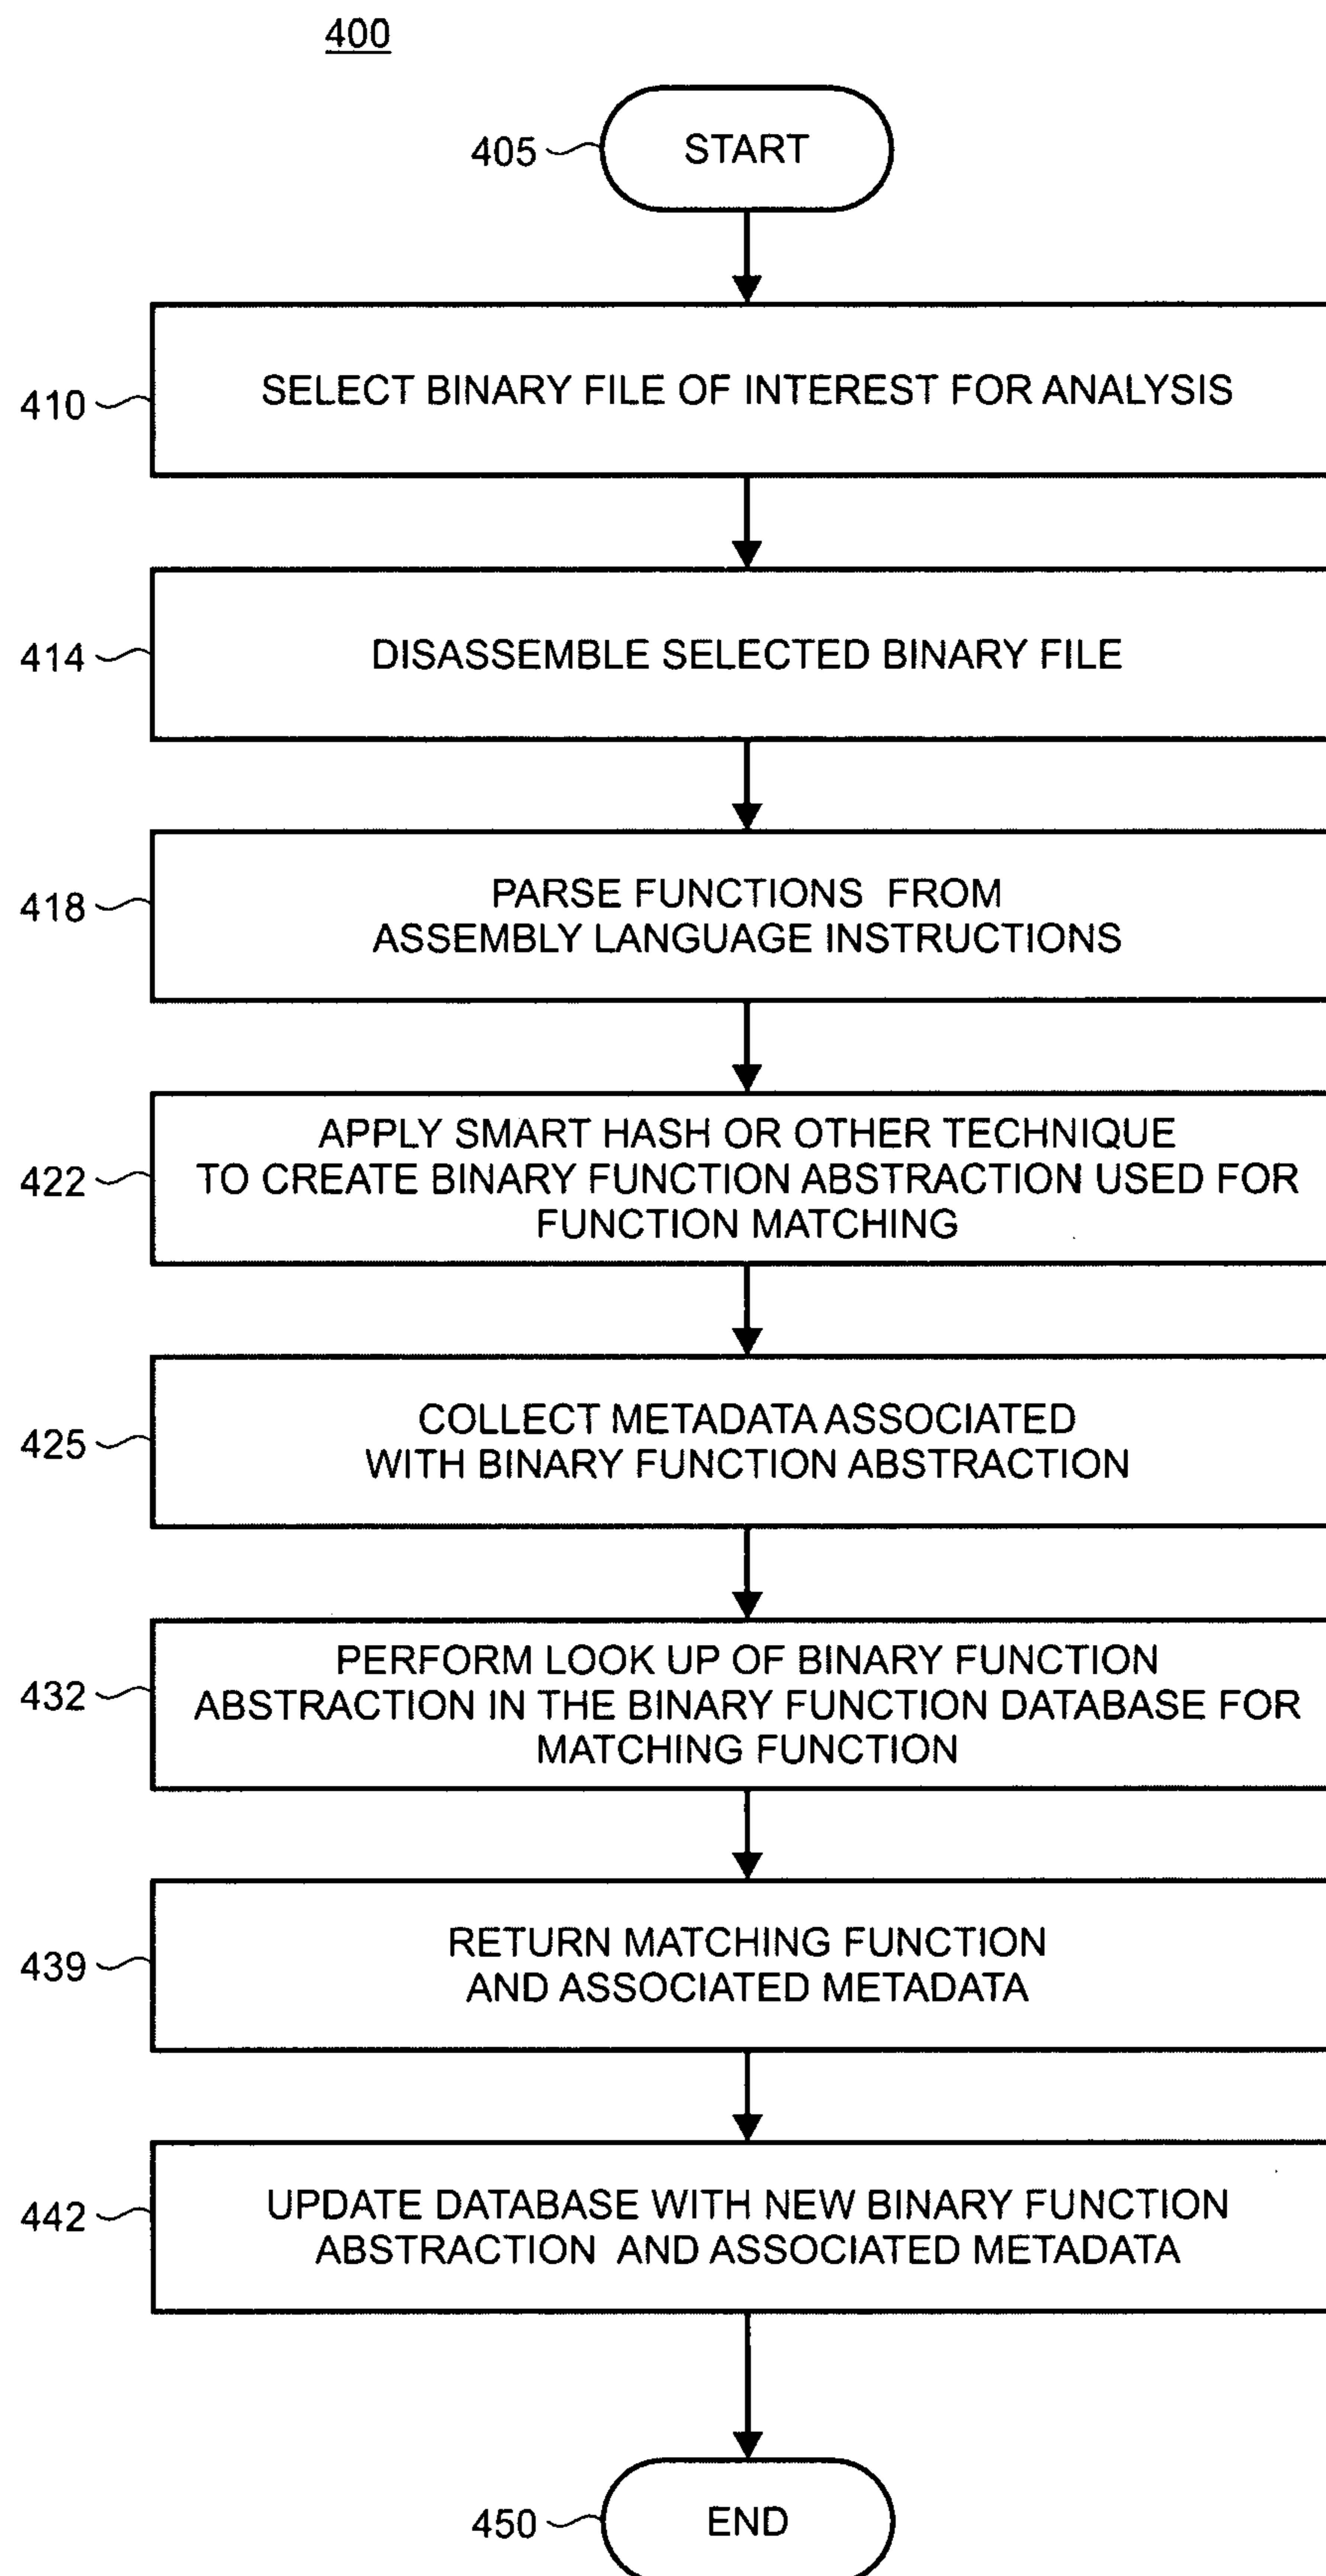 400
405
START
410
SELECT BINARY FILE OF INTEREST FOR ANALYSIS
414
DISASSEMBLE SELECTED BINARY FILE
418
PARSE FUNCTIONS FROM
ASSEMBLY LANGUAGE INSTRUCTIONS
422
APPLY SMART HASH OR OTHER TECHNIQUE
TO CREATE BINARY FUNCTION ABSTRACTION USED FOR
FUNCTION MATCHING
425
COLLECT METADATA ASSOCIATED
WITH BINARY FUNCTION ABSTRACTION
432
PERFORM LOOK UP OF BINARY FUNCTION
ABSTRACTION IN THE BINARY FUNCTION DATABASE FOR
MATCHING FUNCTION
439
RETURN MATCHING FUNCTION
AND ASSOCIATED METADATA
442
UPDATE DATABASE WITH NEW BINARY FUNCTION
ABSTRACTION AND ASSOCIATED METADATA
450
END